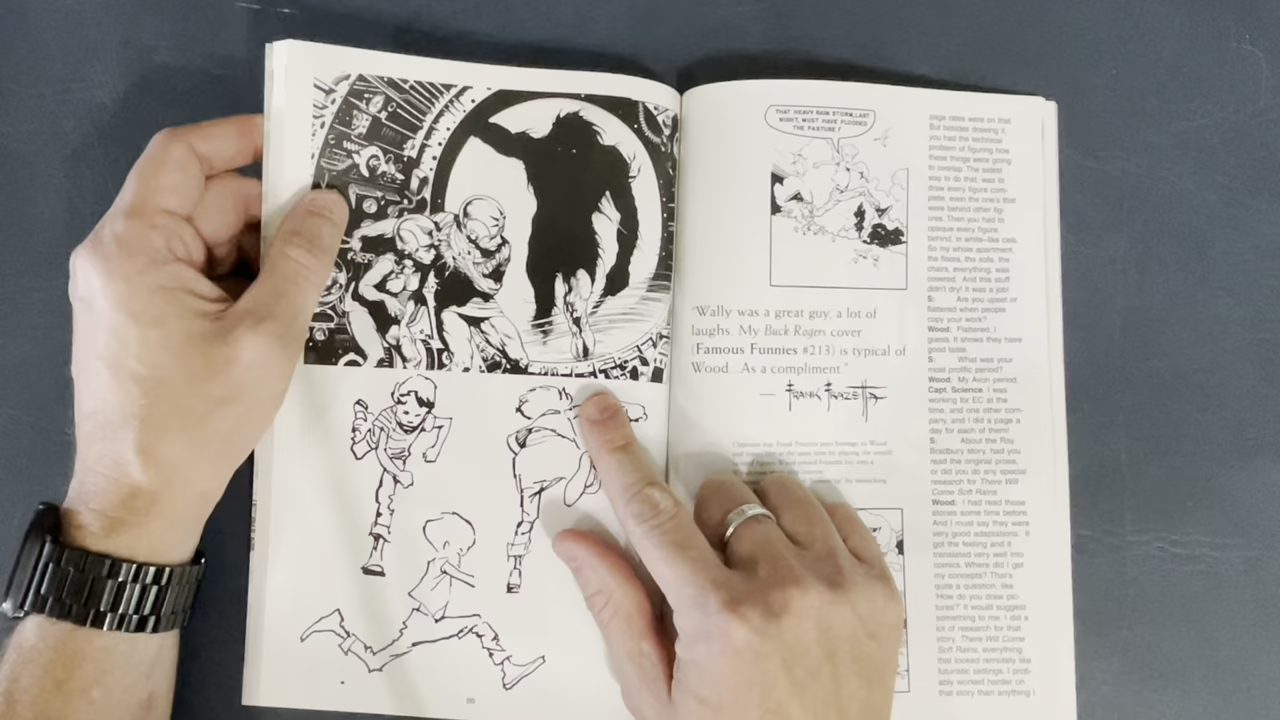 THAT HEAVY RAIN STORM, LAST
NIGHT, MUST HAVE FLOODED
THE PASTURE!
"Wally was a great guy, a lot of
laughs. My Buck Rogers cover
(Famous Funnies #213) is typical of
Wood...As a compliment."
— FRANK FRAZETTA
page rates were on that.
But besides drawing it,
you had the technical
problem of figuring how
these things were going
to overlap. The safest
way to do that, was to
draw every figure com-
plete, even the one's that
were behind other fig-
ures. Then you had to
opaque every figure,
behind, in white-like cels.
So my whole apartment,
the floors, the sofa, the
chairs, everything, was
covered. And this stuff
didn't dry! It was a job!
S: Are you upset or
flattered when people
copy your work?
Wood: Flattered, I
guess. It shows they have
good taste.
S: What was your
most prolific period?
Wood: My Avon period,
Capt. Science. I was
working for EC at the
time, and one other com-
pany, and I did a page a
day for each of them!
S: About the Ray
Bradbury story, had you
read the original prose,
or did you do any special
research for There Will
Come Soft Rains.
Wood: I had read those
stories some time before.
And I must say they were
very good adaptations. It
got the feeling and it
translated very well into
comics. Where did I get
my concepts? That's
quite a question, like
'How do you draw pic-
tures?' It would suggest
something to me. I did a
lot of research for that
story, There Will Come
Soft Rains, everything
that looked remotely like
futuristic settings. I prob-
ably worked harder on
that story than anything I
66